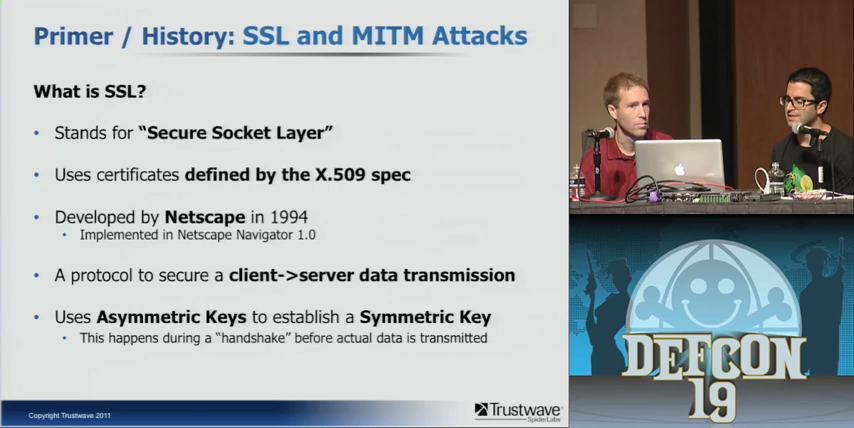 Primer / History: SSL and MITM Attacks
What is SSL?
• Stands for “Secure Socket Layer”
• Uses certificates defined by the X.509 spec
• Developed by Netscape in 1994
• Implemented in Netscape Navigator 1.0
• A protocol to secure a client->server data transmission
• Uses Asymmetric Keys to establish a Symmetric Key
• This happens during a “handshake” before actual data is transmitted
Copyright Trustwave 2011
Trustwave®
SpiderLabs
DEFCON
19